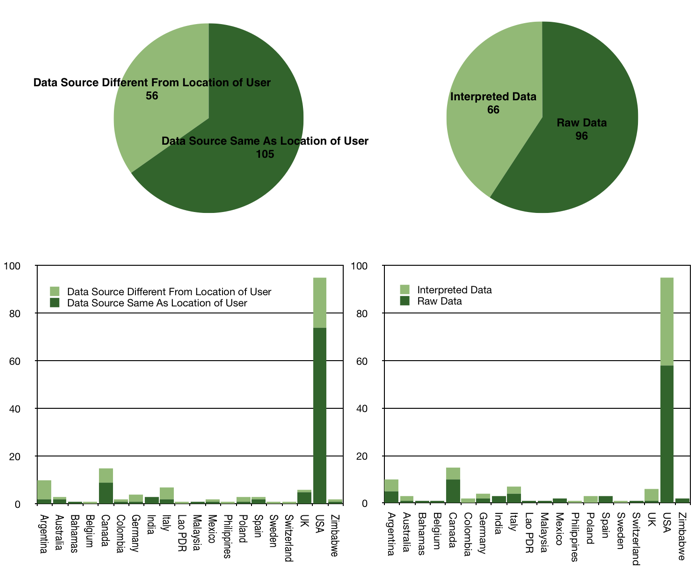 Data Source Different From Location of User
56
Data Source Same As Location of User
105
Interpreted Data
66
Raw Data
96
100
80
60
40
20
0
Data Source Different From Location of User
Data Source Same As Location of User
Argentina
Australia
Bahamas
Belgium
Canada
Colombia
Germany
India
Italy
Lao PDR
Malaysia
Mexico
Philippines
Poland
Spain
Sweden
Switzerland
UK
USA
Zimbabwe
100
80
60
40
20
0
Interpreted Data
Raw Data
Argentina
Australia
Bahamas
Belgium
Canada
Colombia
Germany
India
Italy
Lao PDR
Malaysia
Mexico
Philippines
Poland
Spain
Sweden
Switzerland
UK
USA
Zimbabwe